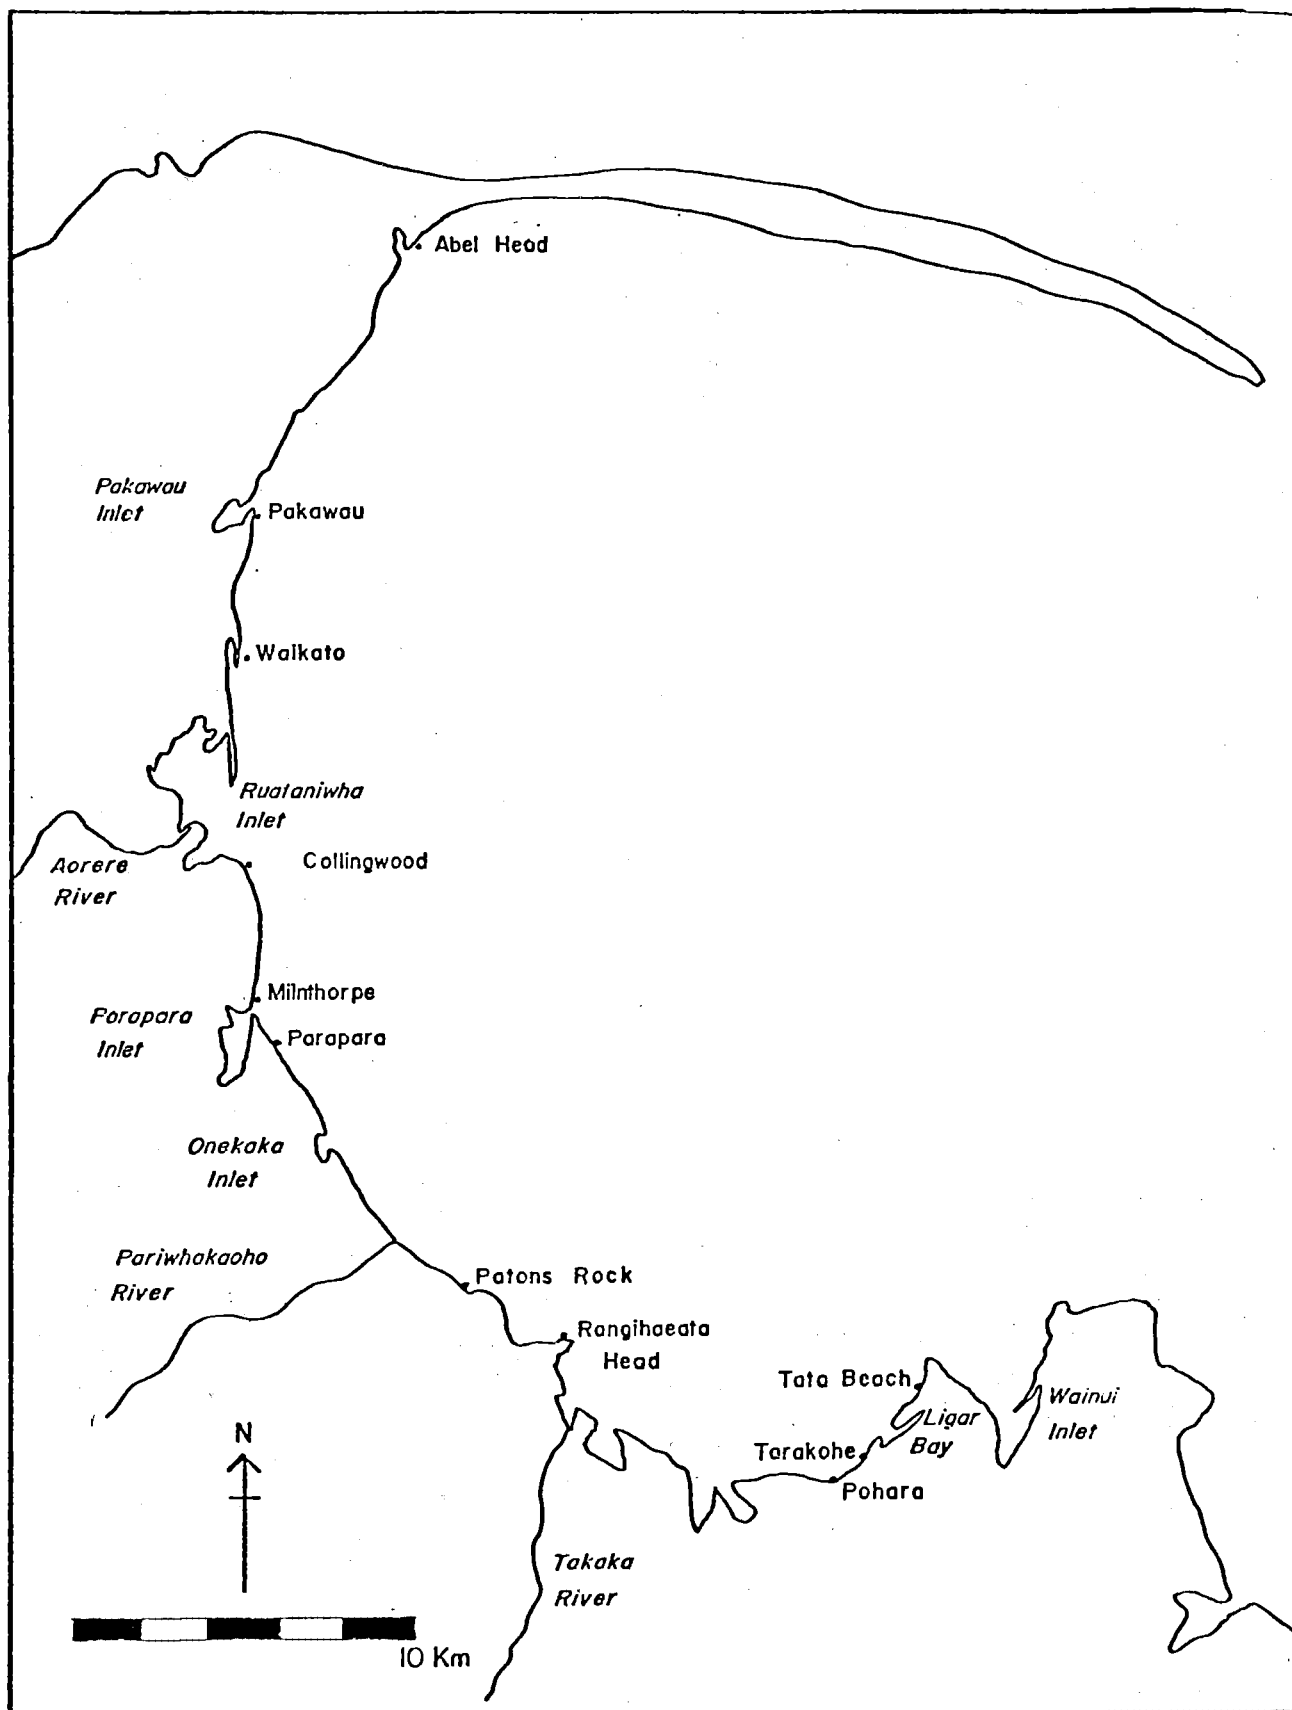 Abel Head
Pakawau
Inlet
Pakawau
Waikato
Ruataniwha
Inlet
Collingwood
Aorere
River
Milnthorpe
Parapara
Inlet
Parapara
Onekaka
Inlet
Pariwhakaoho
River
Patons Rock
Rangihaeata
Head
Tata Beach
Ligar
Bay
Wainui
Inlet
Tarakohe
Pohara
N
Takaka
River
10 Km